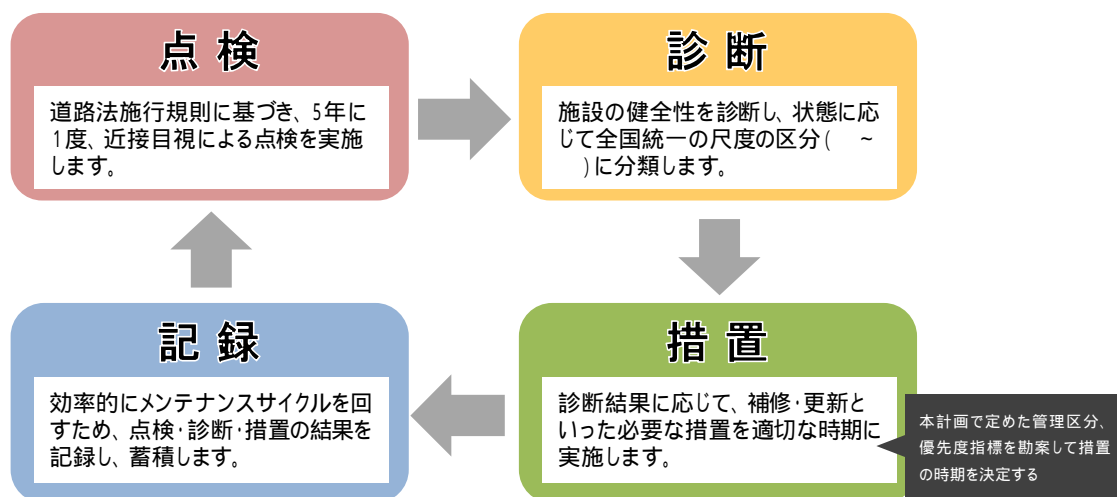 点検
道路法施行規則に基づき、5年に
1度、近接目視による点検を実施
します。
診断
施設の健全性を診断し、状態に応
じて全国統一の尺度の区分(　~
　)に分類します。
措置
診断結果に応じて、補修・更新と
いった必要な措置を適切な時期に
実施します。
本計画で定めた管理区分、
優先度指標を勘案して措置
の時期を決定する
記録
効率的にメンテナンスサイクルを回
すため、点検・診断・措置の結果を
記録し、蓄積します。